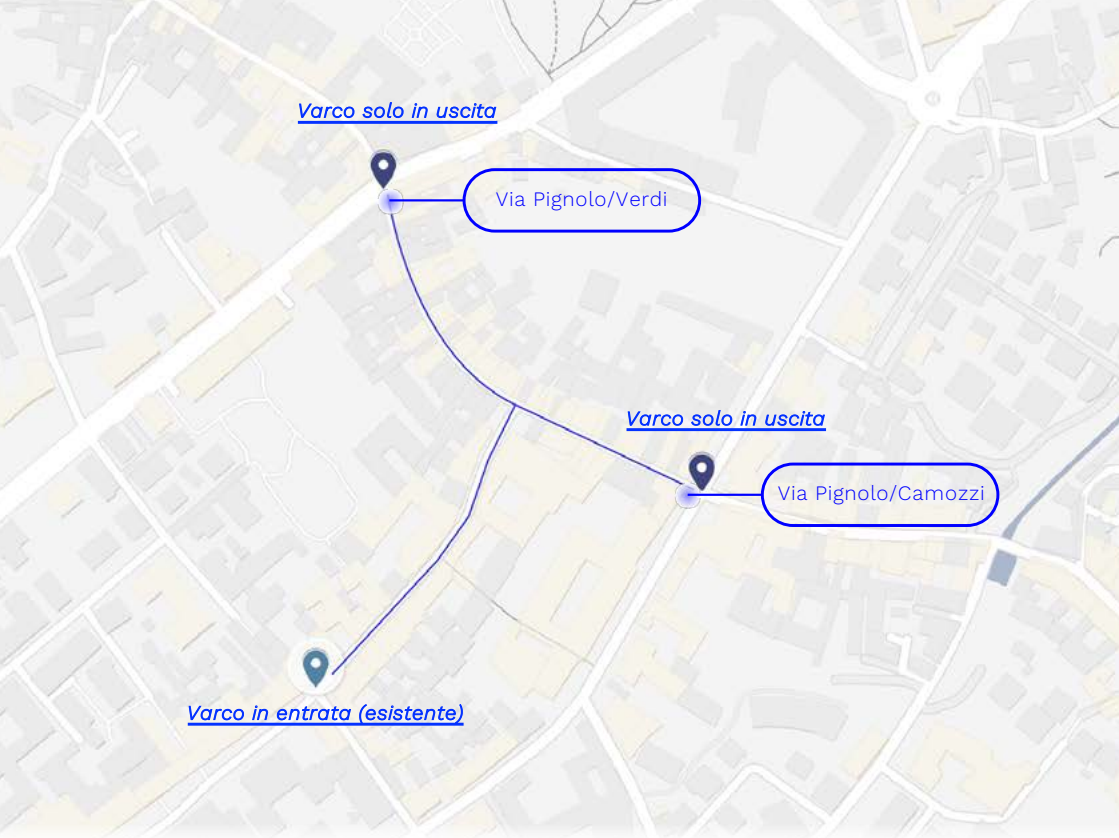 Varco solo in uscita
Via Pignolo/Verdi
Varco solo in uscita
Via Pignolo/Camozzi
Varco in entrata (esistente)